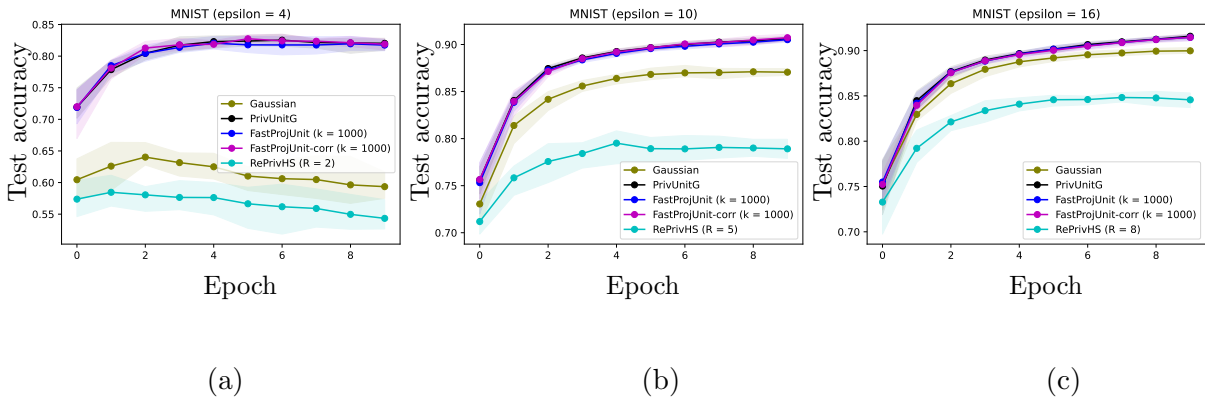 MNIST (epsilon = 4)
Test accuracy
0.85
0.80
0.75
0.70
0.65
0.60
0.55
Gaussian
PrivUnitG
FastProjUnit (k = 1000)
FastProjUnit-corr (k = 1000)
RePrivHS (R = 2)
0 2 4 6 8
Epoch
(a)
MNIST (epsilon = 10)
Test accuracy
0.90
0.85
0.80
0.75
0.70
Gaussian
PrivUnitG
FastProjUnit (k = 1000)
FastProjUnit-corr (k = 1000)
RePrivHS (R = 5)
0 2 4 6 8
Epoch
(b)
MNIST (epsilon = 16)
Test accuracy
0.90
0.85
0.80
0.75
0.70
Gaussian
PrivUnitG
FastProjUnit (k = 1000)
FastProjUnit-corr (k = 1000)
RePrivHS (R = 8)
0 2 4 6 8
Epoch
(c)